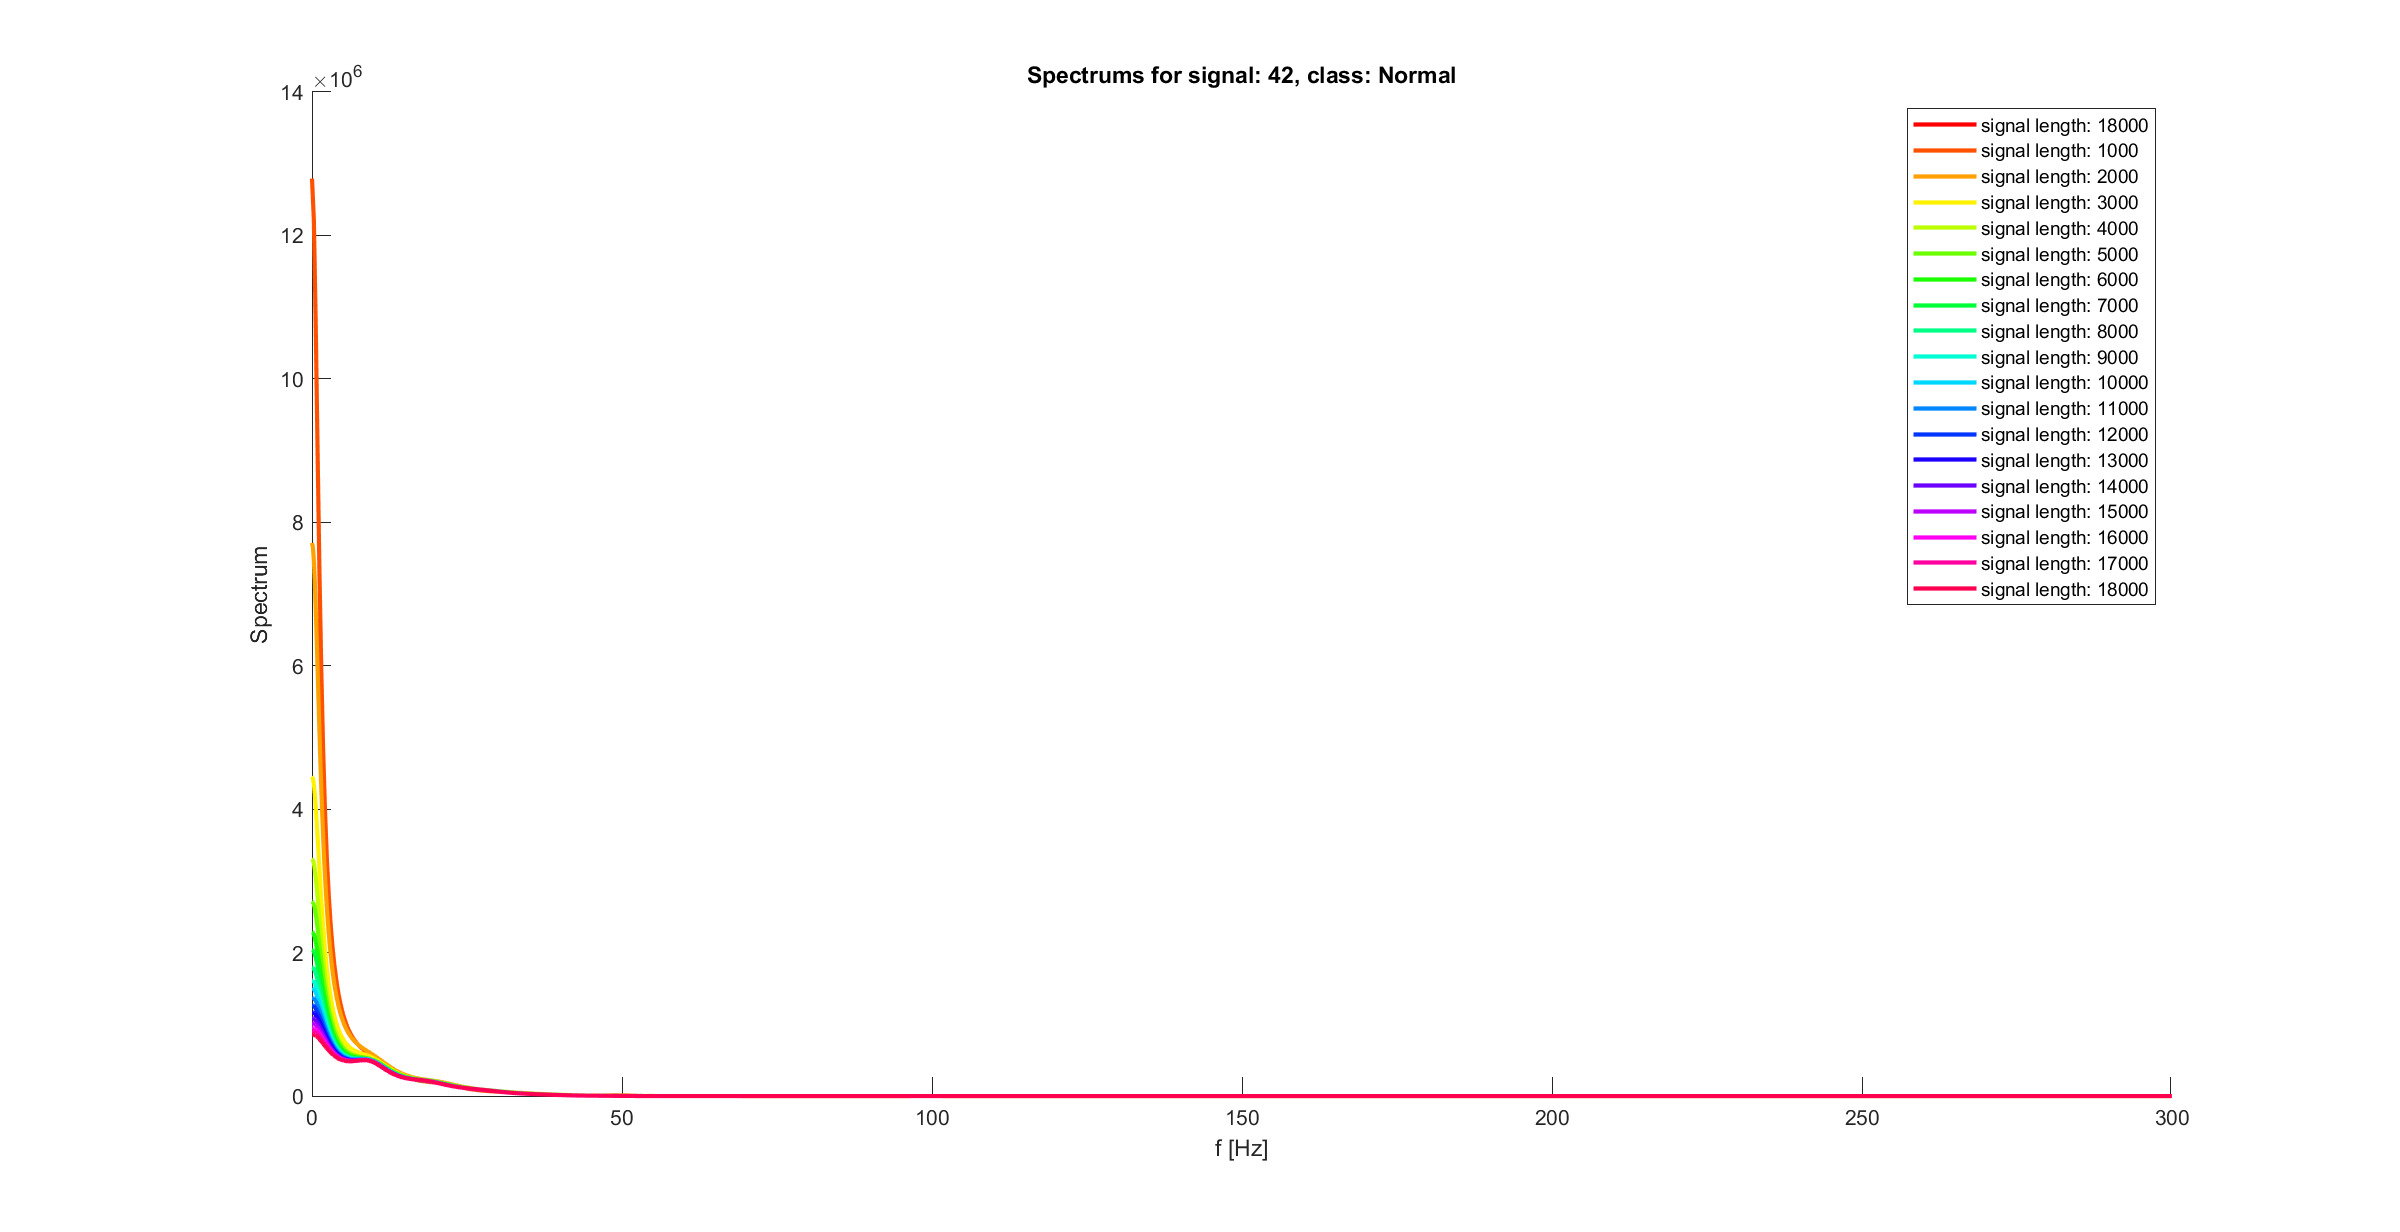 Spectrums for signal: 42, class: Normal
×10^6
14
12
10
8
6
4
2
0
Spectrum
0 50 100 150 200 250 300
f [Hz]
signal length: 18000
signal length: 1000
signal length: 2000
signal length: 3000
signal length: 4000
signal length: 5000
signal length: 6000
signal length: 7000
signal length: 8000
signal length: 9000
signal length: 10000
signal length: 11000
signal length: 12000
signal length: 13000
signal length: 14000
signal length: 15000
signal length: 16000
signal length: 17000
signal length: 18000